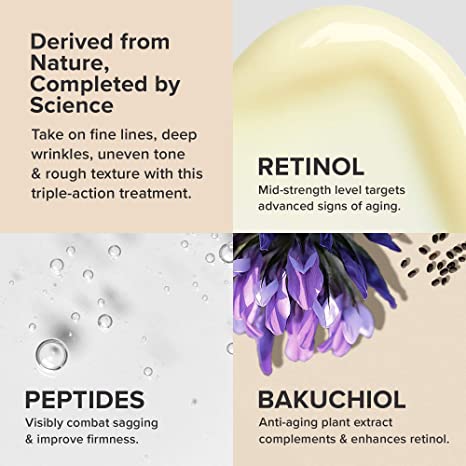 Derived from
Nature,
Completed by
Science
Take on fine lines, deep
wrinkles, uneven tone
& rough texture with this
triple-action treatment.
RETINOL
Mid-strength level targets
advanced signs of aging.
PEPTIDES
Visibly combat sagging
& improve firmness.
BAKUCHIOL
Anti-aging plant extract
complements & enhances retinol.